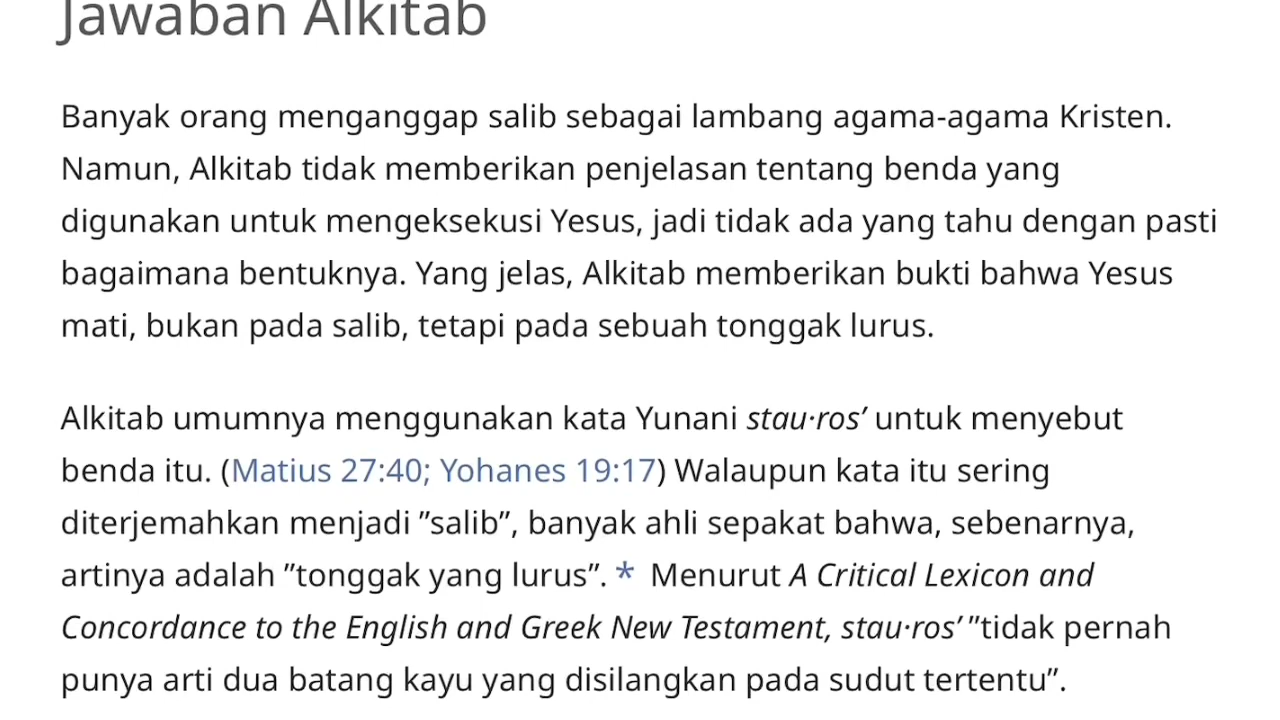 Jawaban Alkitab
Banyak orang menganggap salib sebagai lambang agama-agama Kristen.
Namun, Alkitab tidak memberikan penjelasan tentang benda yang
digunakan untuk mengeksekusi Yesus, jadi tidak ada yang tahu dengan pasti
bagaimana bentuknya. Yang jelas, Alkitab memberikan bukti bahwa Yesus
mati, bukan pada salib, tetapi pada sebuah tonggak lurus.
Alkitab umumnya menggunakan kata Yunani stau·ros′ untuk menyebut
benda itu. (Matius 27:40; Yohanes 19:17) Walaupun kata itu sering
diterjemahkan menjadi ”salib”, banyak ahli sepakat bahwa, sebenarnya,
artinya adalah ”tonggak yang lurus”. * Menurut A Critical Lexicon and
Concordance to the English and Greek New Testament, stau·ros′ ”tidak pernah
punya arti dua batang kayu yang disilangkan pada sudut tertentu”.